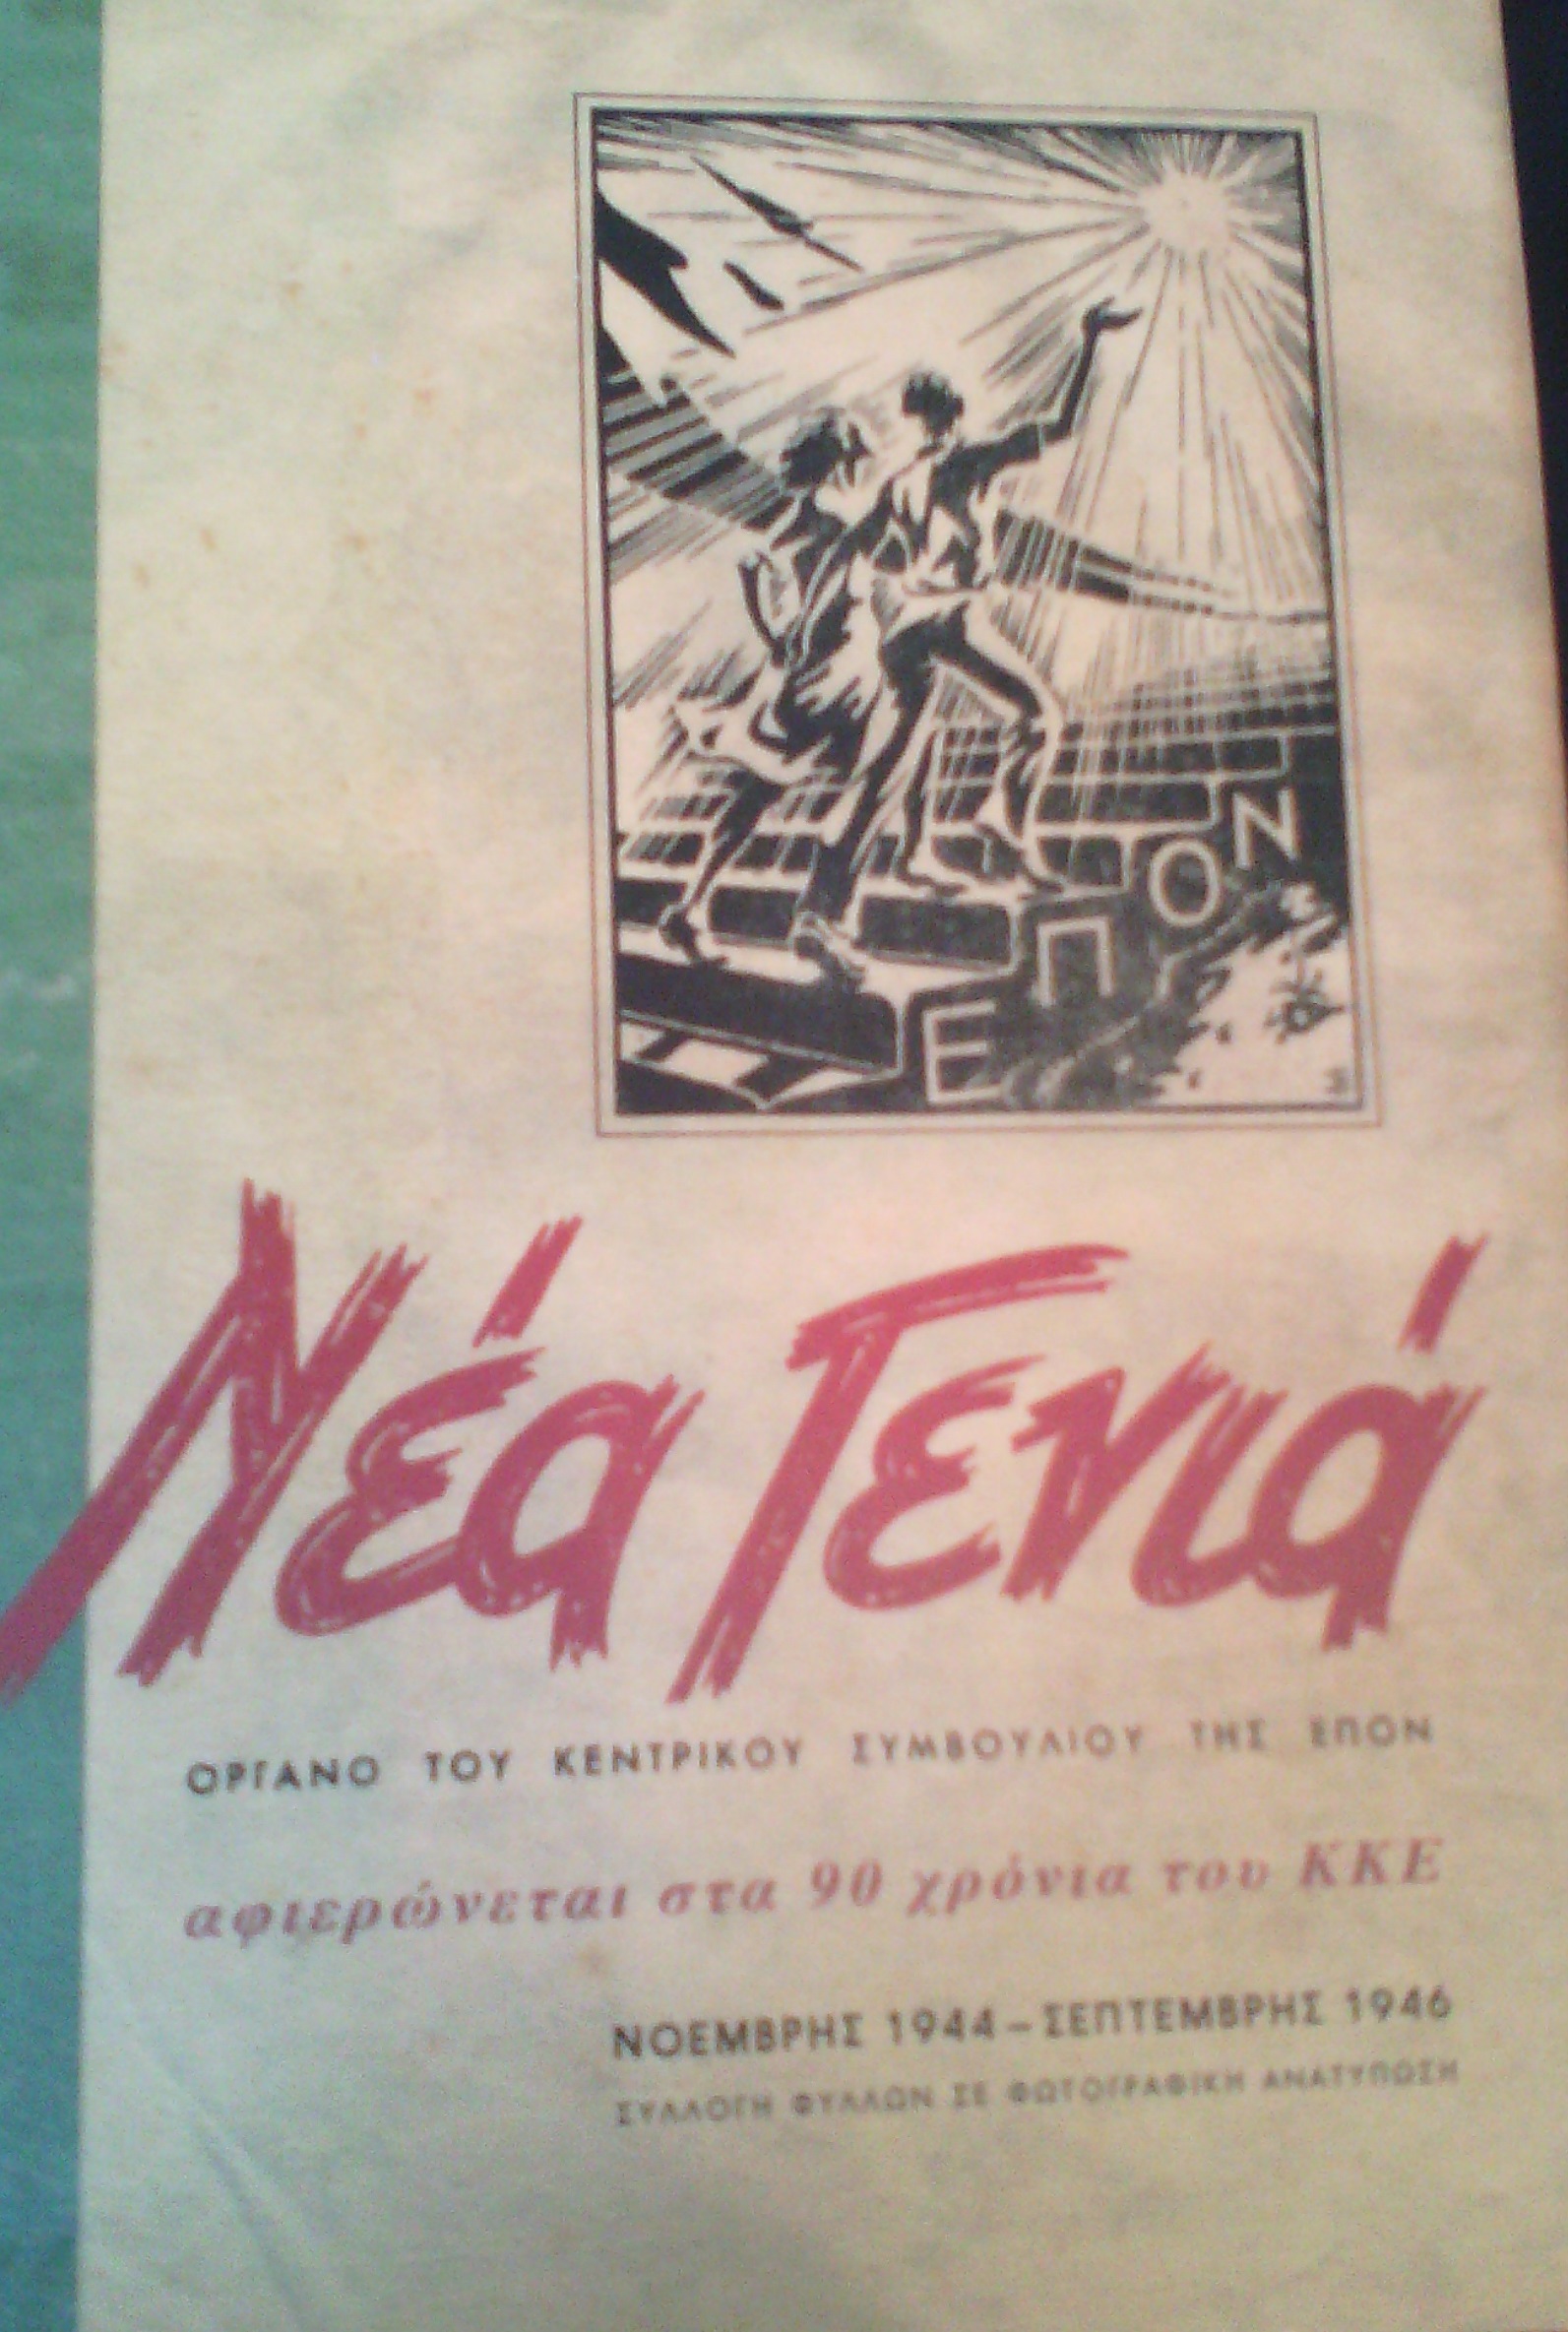 ΕΠΟΝ
Νέα Γενιά
ΟΡΓΑΝΟ ΤΟΥ ΚΕΝΤΡΙΚΟΥ ΣΥΜΒΟΥΛΙΟΥ ΤΗΣ ΕΠΟΝ
αφιερώνεται στα 90 χρόνια του ΚΚΕ
ΝΟΕΜΒΡΗΣ 1944 – ΣΕΠΤΕΜΒΡΗΣ 1946
ΣΥΛΛΟΓΗ ΦΥΛΛΩΝ ΣΕ ΦΩΤΟΓΡΑΦΙΚΗ ΑΝΑΤΥΠΩΣΗ